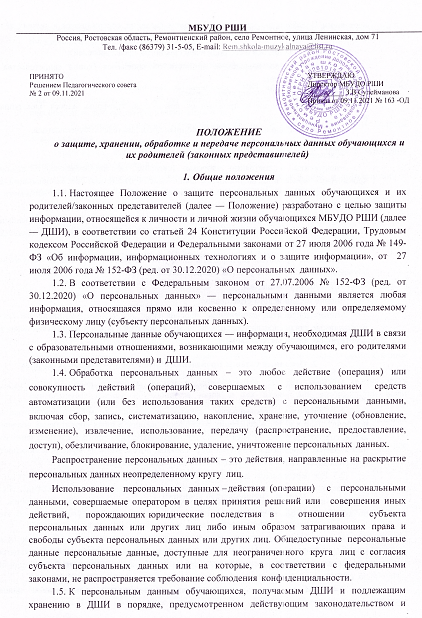 МБУДО РШИ
Россия, Ростовская область, Ремонтненский район, село Ремонтное, улица Ленинская, дом 71
Тел. /факс (86379) 31-5-05, E-mail:
ПРИНЯТО
Решением Педагогического совета
№ 2 от 09.11.2021
УТВЕРЖДАЮ
Директор МБУДО РШИ
З.В.Сулейманова
Приказ от 09.11.2021 № 163 -ОД
ПОЛОЖЕНИЕ
о защите, хранении, обработке и передаче персональных данных обучающихся и
их родителей (законных представителей)
1. Общие положения
1.1. Настоящее Положение о защите персональных данных обучающихся и их
родителей/законных представителей (далее — Положение) разработано с целью защиты
информации, относящейся к личности и личной жизни обучающихся МБУДО РШИ (далее
— ДШИ), в соответствии со статьей 24 Конституции Российской Федерации, Трудовым
кодексом Российской Федерации и Федеральными законами от 27 июля 2006 года № 149-
ФЗ «Об информации, информационных технологиях и о защите информации», от 27
июля 2006 года № 152-ФЗ (ред. от 30.12.2020) «О персональных данных».
1.2. В соответствии с Федеральным законом от 27.07.2006 № 152-ФЗ (ред. от
30.12.2020) «О персональных данных» — персональными данными является любая
информация, относящаяся прямо или косвенно к определенному или определяемому
физическому лицу (субъекту персональных данных).
1.3. Персональные данные обучающихся — информация, необходимая ДШИ в связи
с образовательными отношениями, возникающими между обучающимся, его родителями
(законными представителями) и ДШИ.
1.4. Обработка персональных данных – это любое действие (операция) или
совокупность действий (операций), совершаемых с использованием средств
автоматизации (или без использования таких средств) с персональными данными,
включая сбор, запись, систематизацию, накопление, хранение, уточнение (обновление,
изменение), извлечение, использование, передачу (распространение, предоставление,
доступ), обезличивание, блокирование, удаление, уничтожение персональных данных.
Распространение персональных данных – это действия, направленные на раскрытие
персональных данных неопределенному кругу лиц.
Использование персональных данных – действия (операции) с персональными
данными, совершаемые оператором в целях принятия решений или совершения иных
действий, порождающих юридические последствия в отношении субъекта
персональных данных или других лиц либо иным образом затрагивающих права и
свободы субъекта персональных данных или других лиц. Общедоступные персональные
данные персональные данные, доступные для неограниченного круга лиц с согласия
субъекта персональных данных или на которые, в соответствии с федеральными
законами, не распространяется требование соблюдения конфиденциальности.
1.5. К персональным данным обучающихся, получаемым ДШИ и подлежащим
хранению в ДШИ в порядке, предусмотренном действующим законодательством и